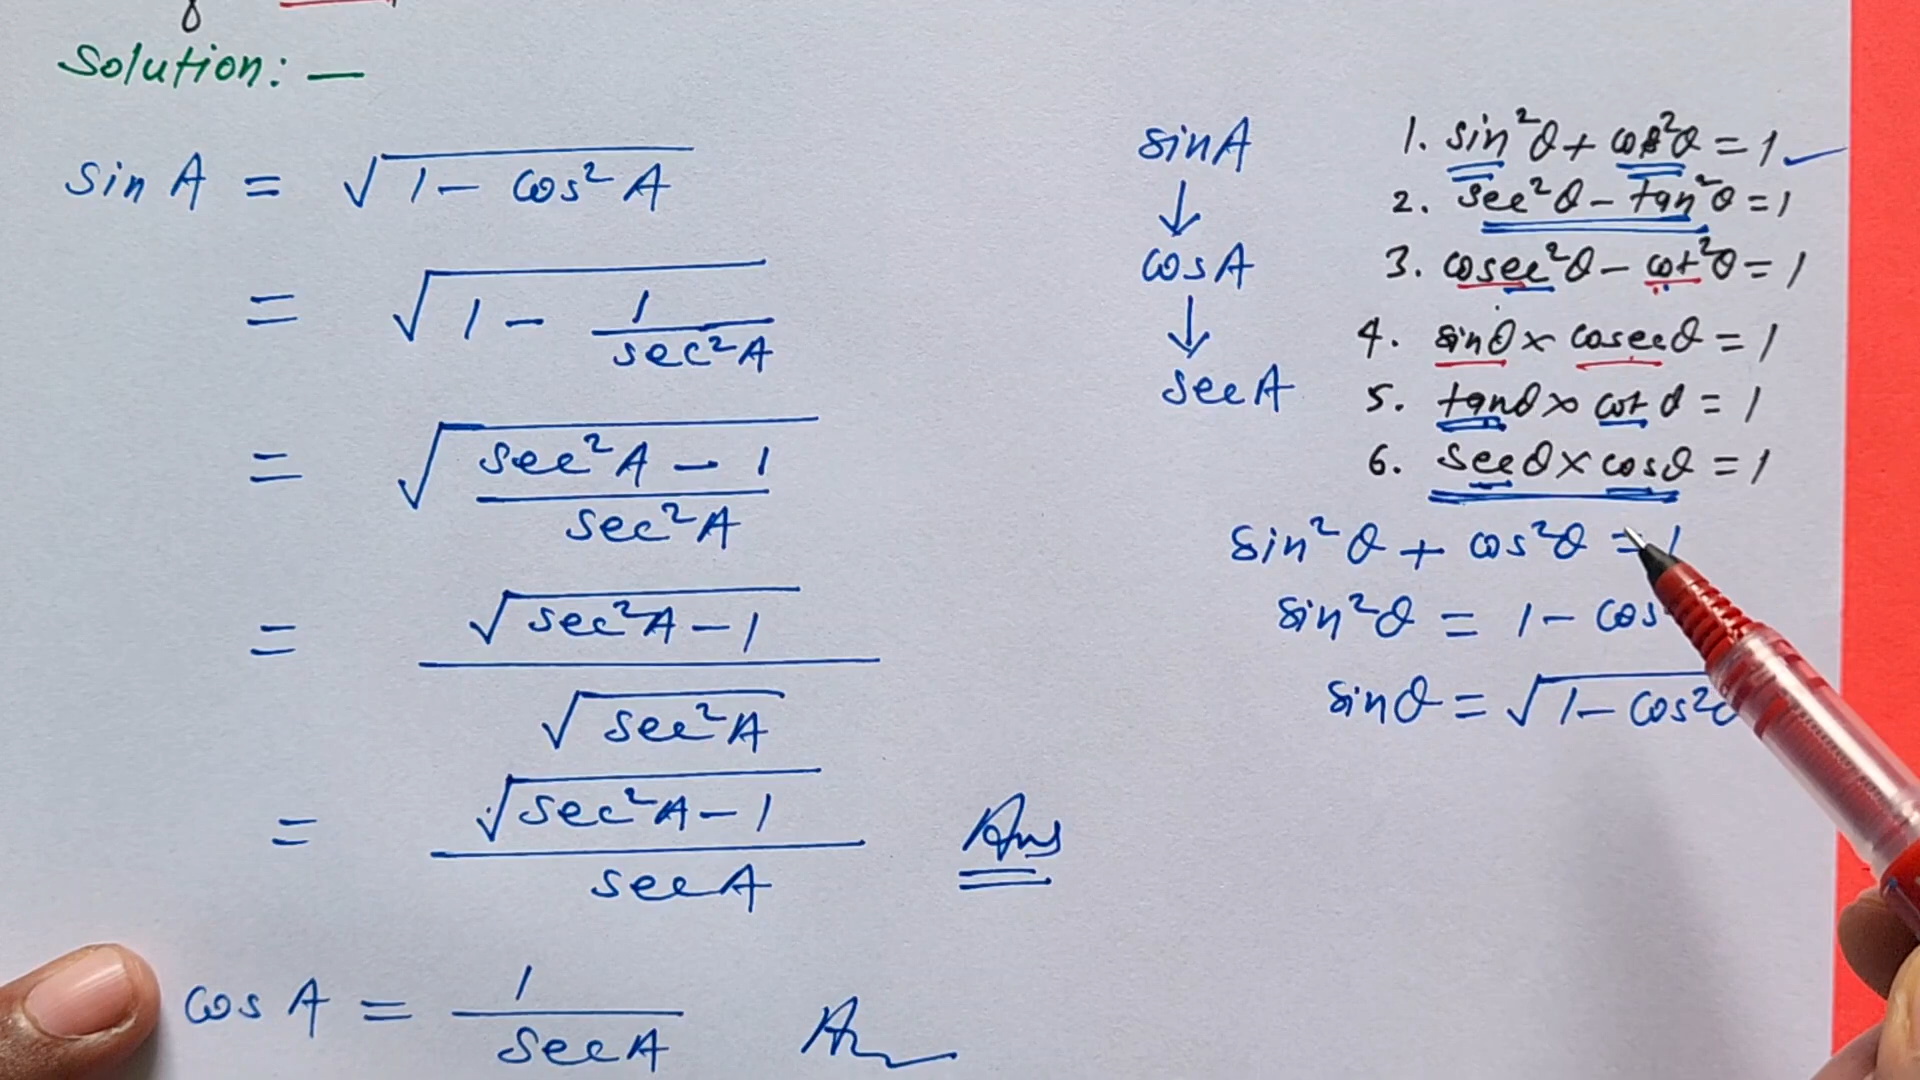 Solution: —
sin A = √(1 - cos² A)
= √(1 - 1/sec²A)
= √((sec²A - 1)/sec²A)
= √(sec²A - 1)/√(sec²A)
= √(sec²A - 1)/secA Ans
cos A = 1/secA
sinA
↓
cosA
↓
secA
1. sin²θ + cos²θ = 1 ✓
2. sec²θ - tan²θ = 1
3. cosec²θ - cot²θ = 1
4. sinθ × cosecθ = 1
5. tanθ × cotθ = 1
6. secθ × cosθ = 1
sin²θ + cos²θ = 1
sin²θ = 1 - cos
sinθ = √(1 - cos²θ)